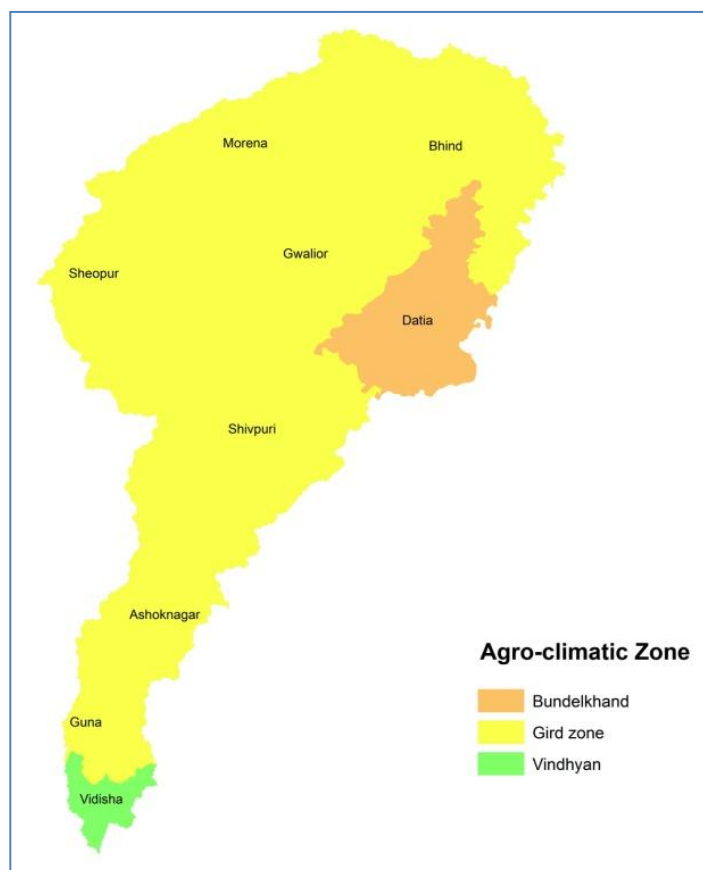 Morena
Bhind
Gwalior
Sheopur
Datia
Shivpuri
Ashoknagar
Guna
Vidisha
Agro-climatic Zone
Bundelkhand
Gird zone
Vindhyan